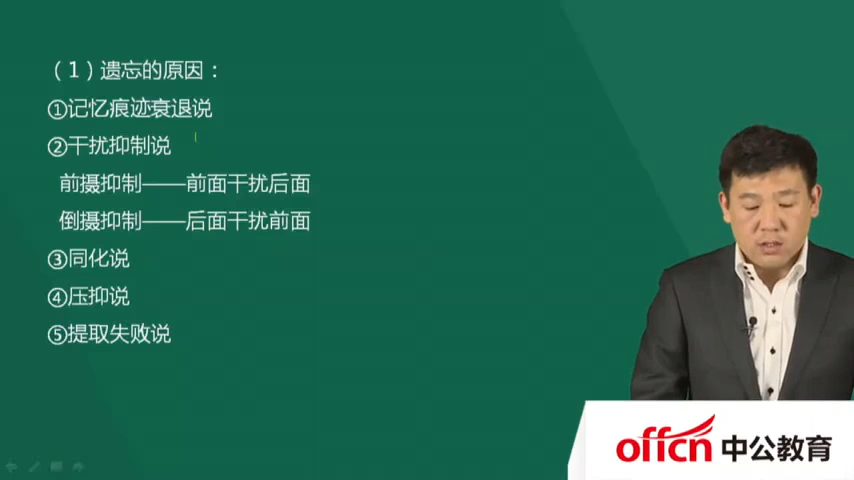 （1）遗忘的原因：
①记忆痕迹衰退说
②干扰抑制说
前摄抑制——前面干扰后面
倒摄抑制——后面干扰前面
③同化说
④压抑说
⑤提取失败说
offcn 中公教育